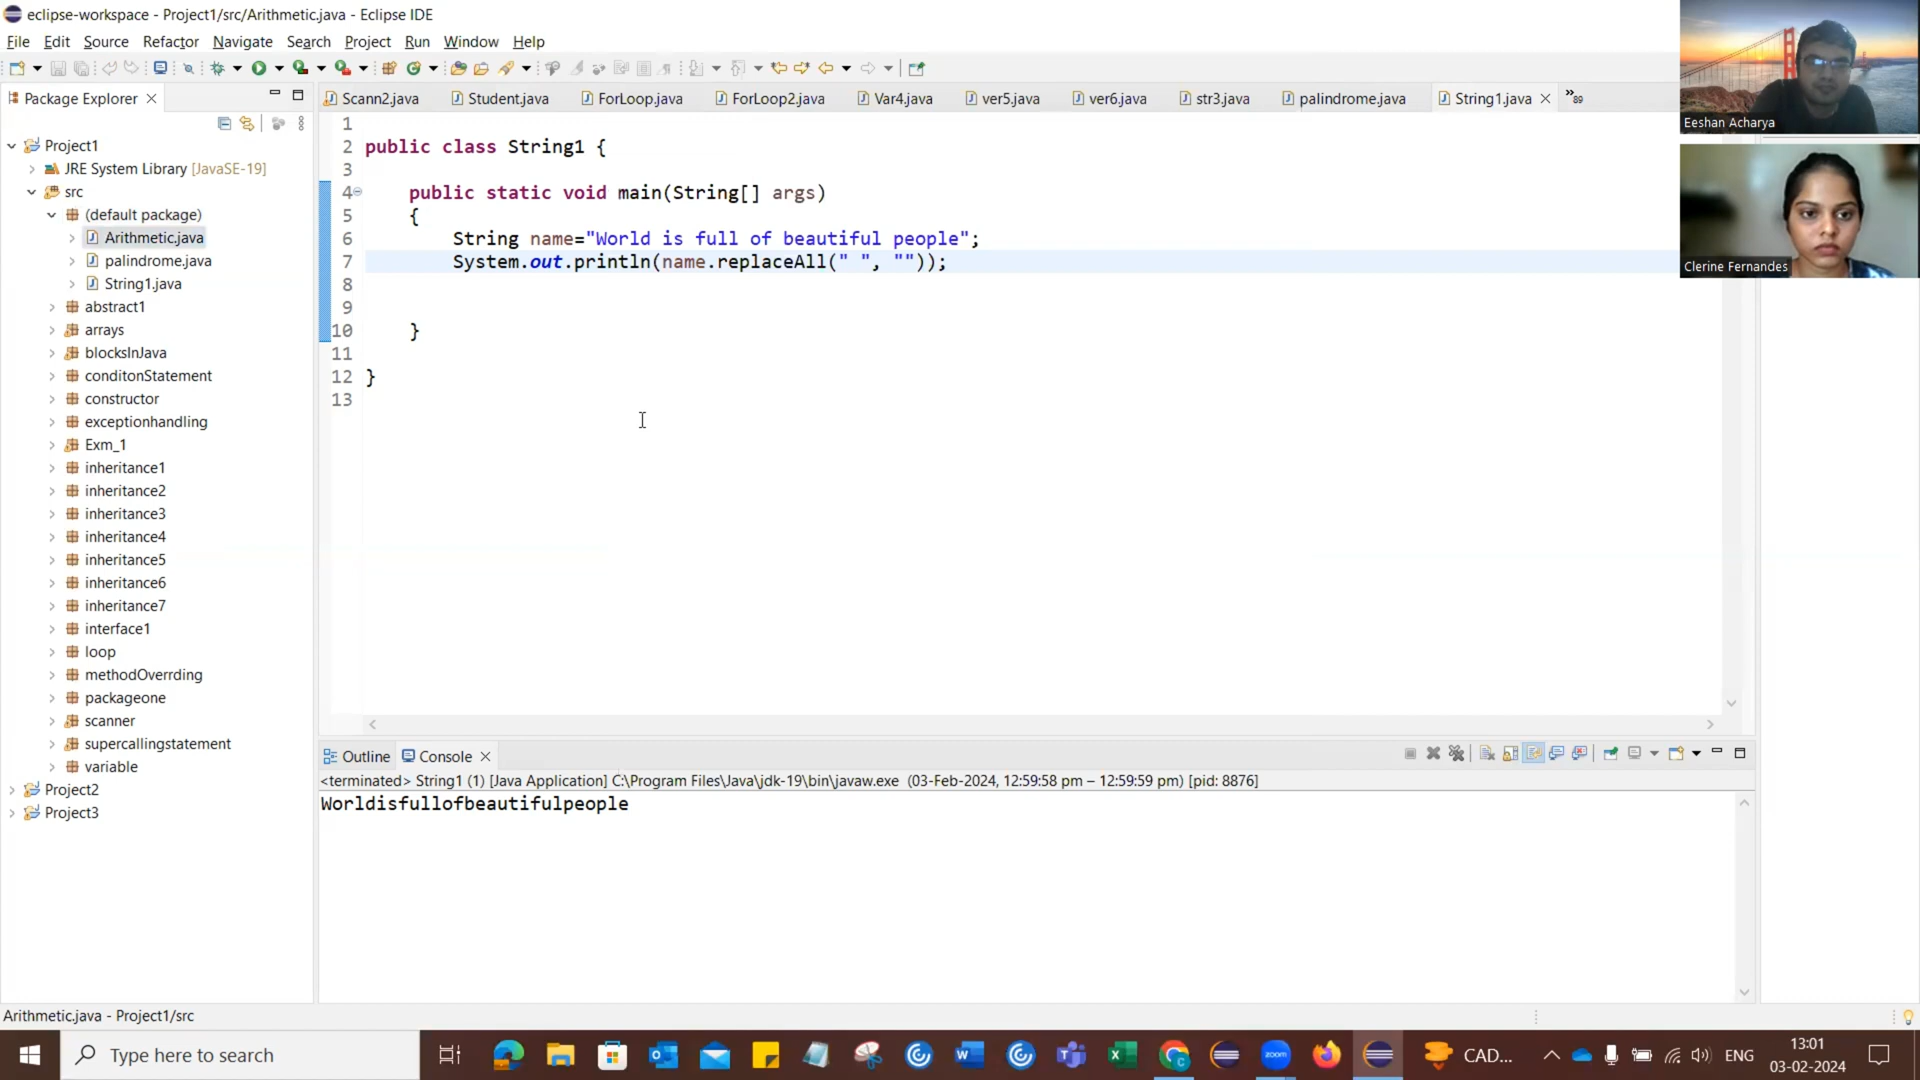 eclipse-workspace - Project1/src/Arithmetic.java - Eclipse IDE
File Edit Source Refactor Navigate Search Project Run Window Help
Package Explorer
Scann2.java Student.java ForLoop.java ForLoop2.java Var4.java ver5.java ver6.java str3.java palindrome.java String1.java »89
Project1
JRE System Library [JavaSE-19]
src
(default package)
Arithmetic.java
palindrome.java
String1.java
abstract1
arrays
blocksInJava
conditonStatement
constructor
exceptionhandling
Exm_1
inheritance1
inheritance2
inheritance3
inheritance4
inheritance5
inheritance6
inheritance7
interface1
loop
methodOverrding
packageone
scanner
supercallingstatement
variable
Project2
Project3
1
2 public class String1 {
3
4 public static void main(String[] args)
5 {
6 String name="World is full of beautiful people";
7 System.out.println(name.replaceAll(" ", ""));
8
9
10 }
11
12 }
13
Eeshan Acharya
Clerine Fernandes
Outline Console
<terminated> String1 (1) [Java Application] C:\Program Files\Java\jdk-19\bin\javaw.exe (03-Feb-2024, 12:59:58 pm – 12:59:59 pm) [pid: 8876]
Worldisfullofbeautifulpeople
Arithmetic.java - Project1/src
Type here to search
zoom
CAD...
ENG
13:01
03-02-2024